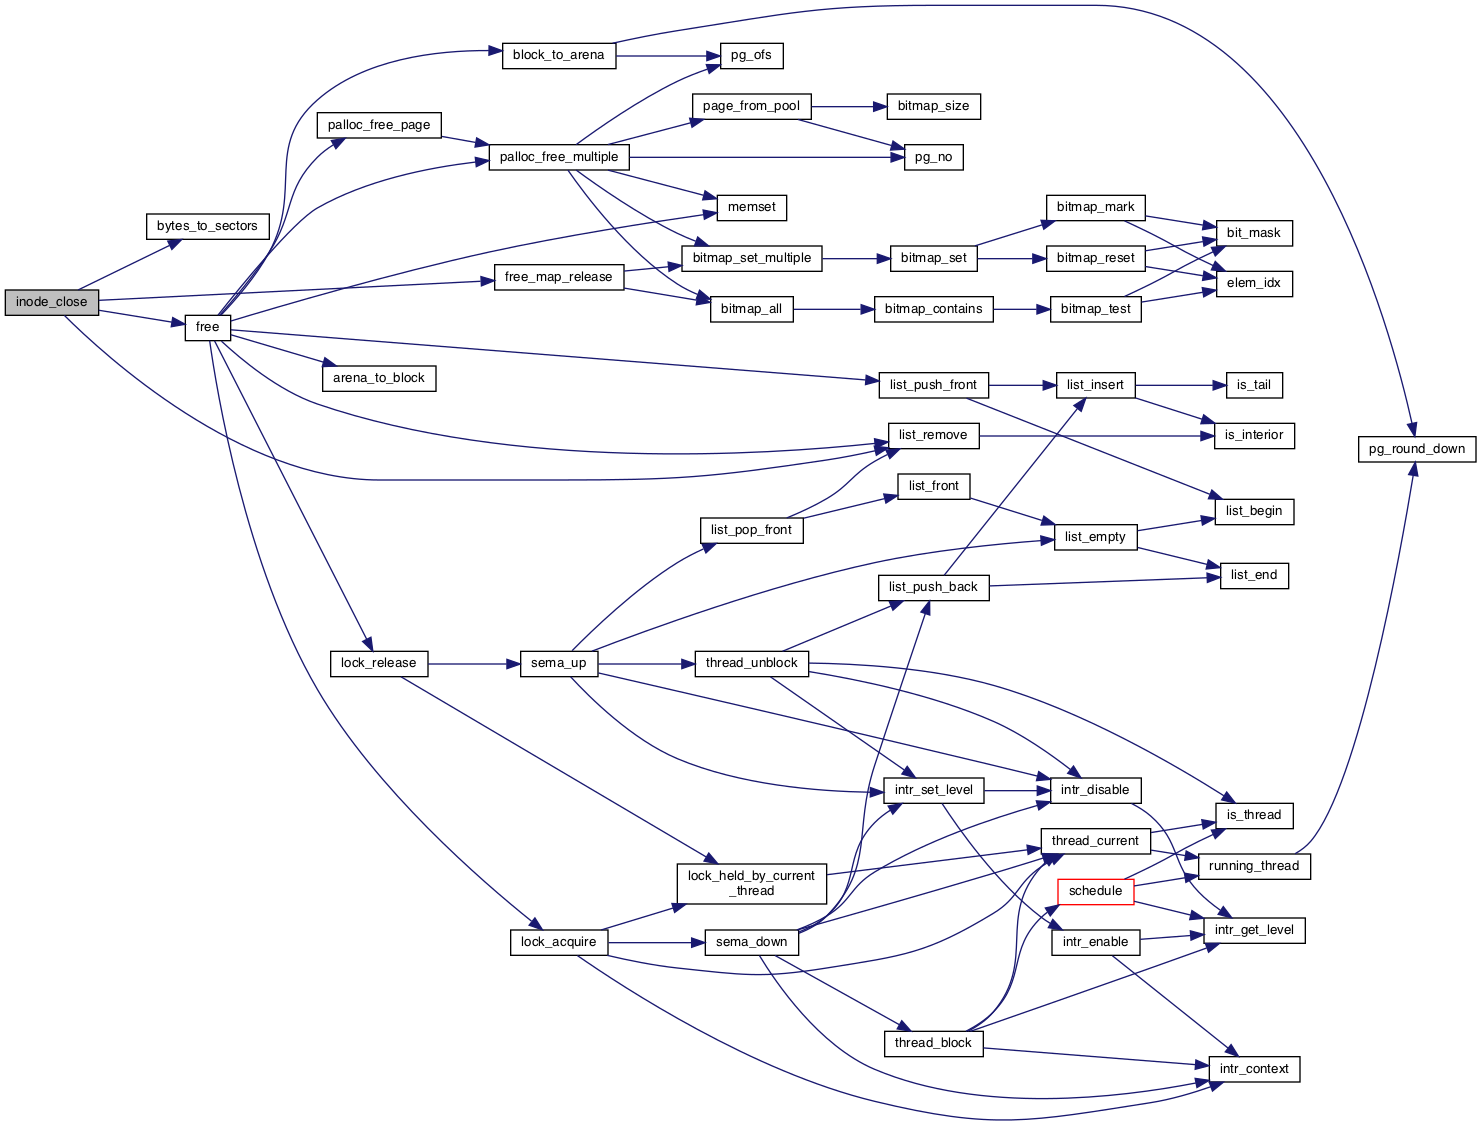 block_to_arena
pg_ofs
page_from_pool
bitmap_size
palloc_free_page
palloc_free_multiple
pg_no
memset
bitmap_mark
bytes_to_sectors
bit_mask
bitmap_set_multiple
bitmap_set
bitmap_reset
free_map_release
elem_idx
inode_close
bitmap_all
bitmap_contains
bitmap_test
free
arena_to_block
list_push_front
list_insert
is_tail
list_remove
is_interior
pg_round_down
list_front
list_begin
list_pop_front
list_empty
list_end
list_push_back
lock_release
sema_up
thread_unblock
intr_set_level
intr_disable
is_thread
thread_current
running_thread
lock_held_by_current
_thread
schedule
intr_get_level
lock_acquire
sema_down
intr_enable
thread_block
intr_context